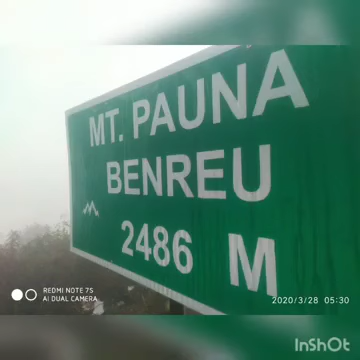 MT. PAUNA
BENREU
2486 M
REDMI NOTE 7S
AI DUAL CAMERA
2020/3/28 05:30
InShOt